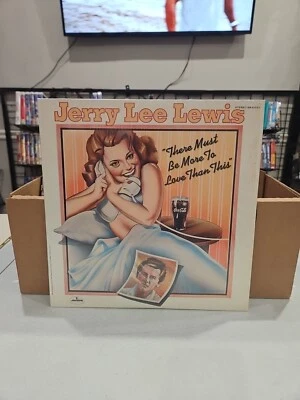 Jerry Lee Lewis
"There Must
Be More To
Love Than This"